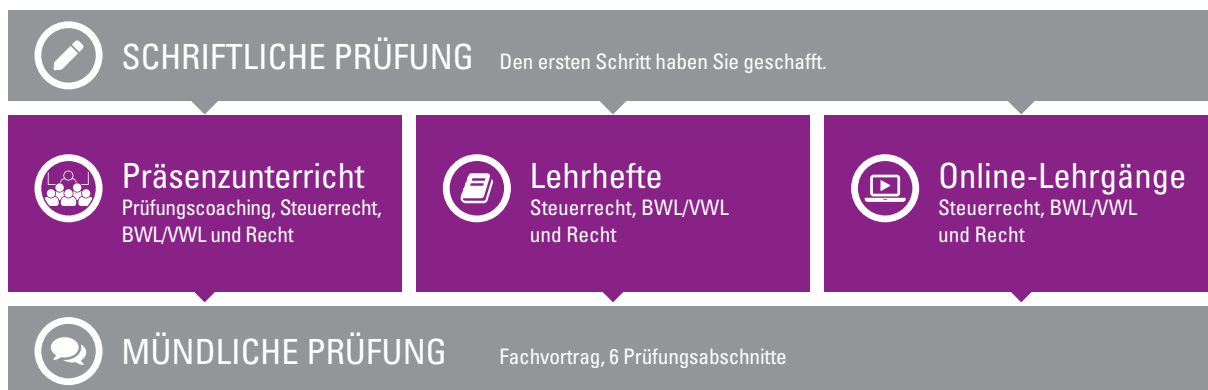 SCHRIFTLICHE PRÜFUNG Den ersten Schritt haben Sie geschafft.
Präsenzunterricht
Prüfungscoaching, Steuerrecht,
BWL/VWL und Recht
Lehrhefte
Steuerrecht, BWL/VWL
und Recht
Online-Lehrgänge
Steuerrecht, BWL/VWL
und Recht
MÜNDLICHE PRÜFUNG Fachvortrag, 6 Prüfungsabschnitte